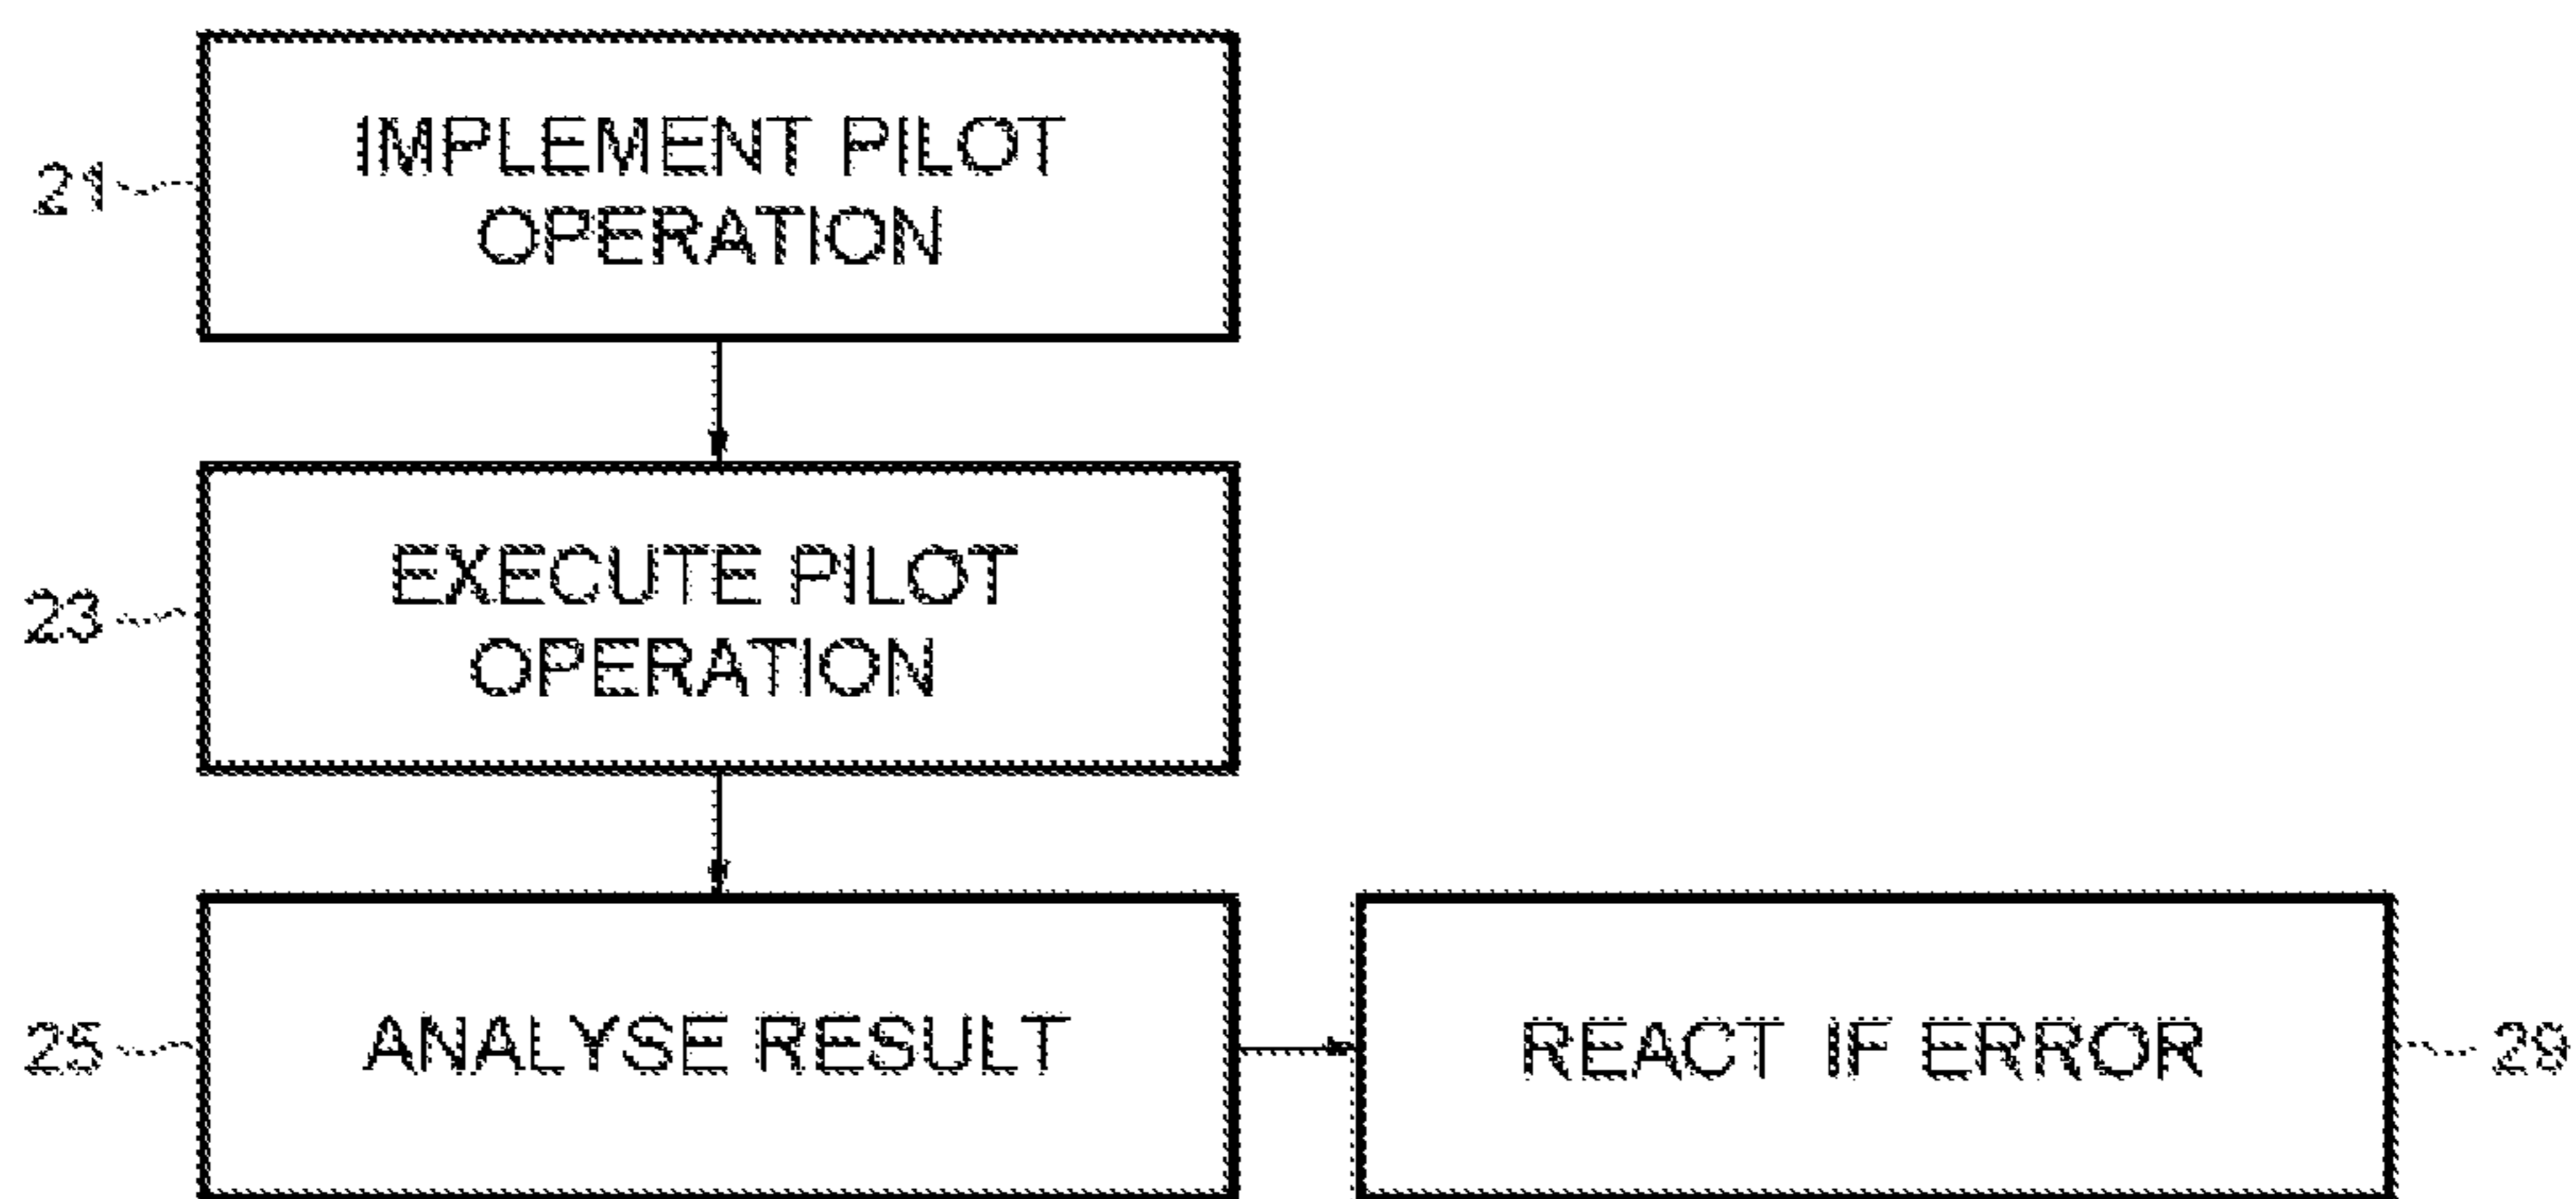 IMPLEMENT PILOT
OPERATION
21
EXECUTE PILOT
OPERATION
23
ANALYSE RESULT
25
REACT IF ERROR
29